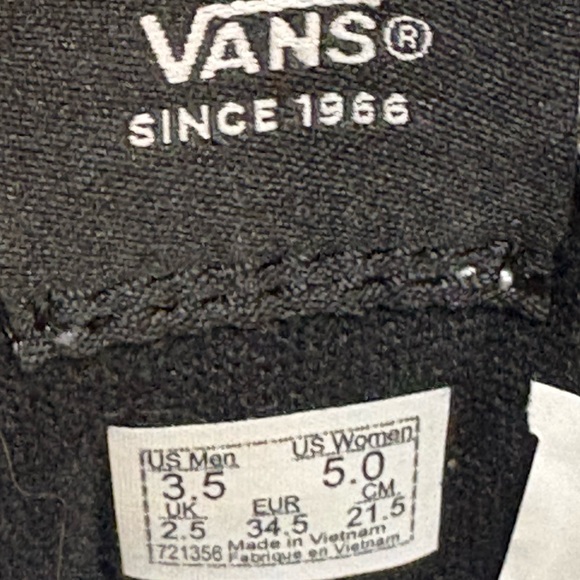 VANS®
SINCE 1966
US Men US Women
3.5 5.0
UK EUR CM
2.5 34.5 21.5
721356 Made in Vietnam
Fabriqué en Vietnam